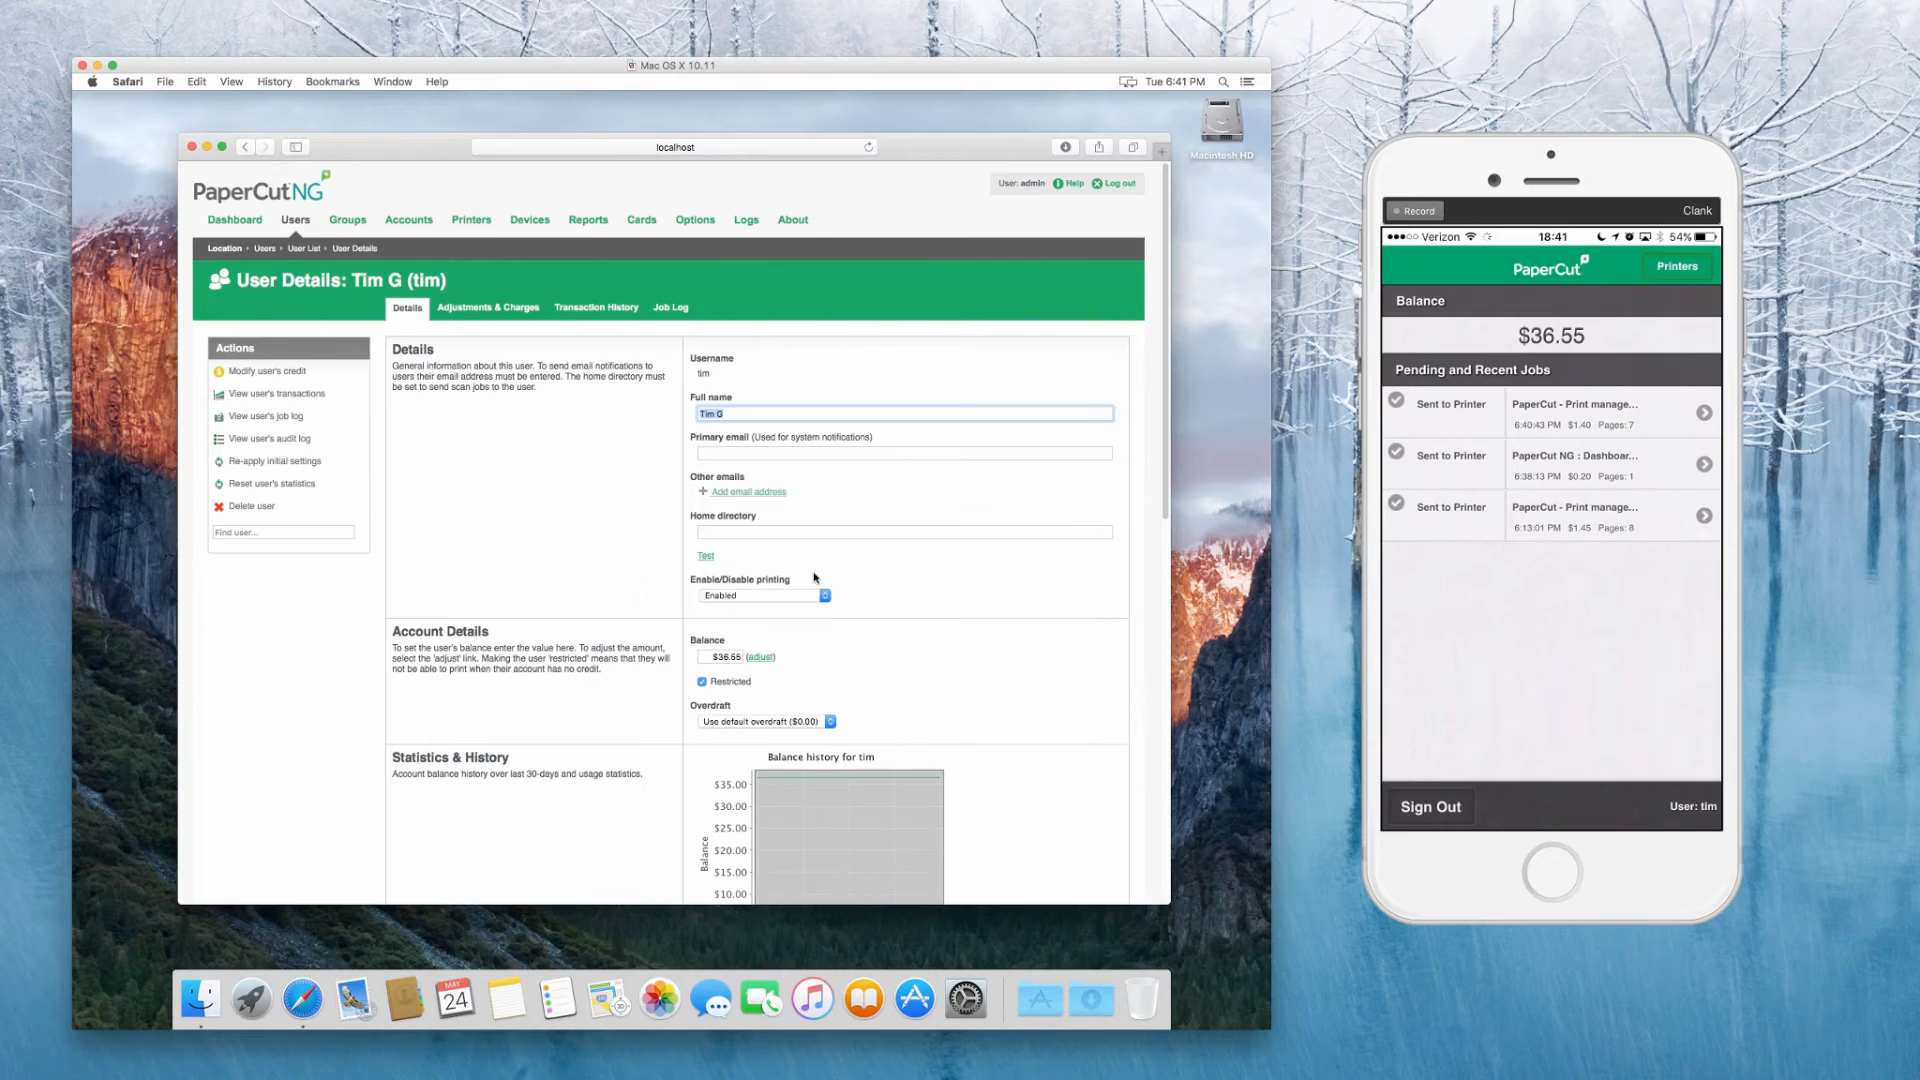 Mac OS X 10.11
Safari File Edit View History Bookmarks Window Help
Tue 6:41 PM
Macintosh HD
localhost
PaperCut NG
User: admin Help Log out
Dashboard Users Groups Accounts Printers Devices Reports Cards Options Logs About
Location Users User List User Details
User Details: Tim G (tim)
Details Adjustments & Charges Transaction History Job Log
Actions
Modify user's credit
View user's transactions
View user's job log
View user's audit log
Re-apply initial settings
Reset user's statistics
Delete user
Find user...
Details
General information about this user. To send email notifications to
users their email address must be entered. The home directory must
be set to send scan jobs to the user.
Username
tim
Full name
Tim G
Primary email (Used for system notifications)
Other emails
Add email address
Home directory
Test
Enable/Disable printing
Enabled
Account Details
To set the user's balance enter the value here. To adjust the amount,
select the 'adjust' link. Making the user 'restricted' means that they will
not be able to print when their account has no credit.
Balance
$36.55 (adjust)
Restricted
Overdraft
Use default overdraft ($0.00)
Statistics & History
Account balance history over last 30-days and usage statistics.
Balance history for tim
Balance
$35.00
$30.00
$25.00
$20.00
$15.00
$10.00
MAY
24
Record
Clank
Verizon 18:41 54%
PaperCut
Printers
Balance
$36.55
Pending and Recent Jobs
Sent to Printer PaperCut - Print manage...
6:40:43 PM $1.40 Pages: 7
Sent to Printer PaperCut NG : Dashboar...
6:38:13 PM $0.20 Pages: 1
Sent to Printer PaperCut - Print manage...
6:13:01 PM $1.45 Pages: 8
Sign Out
User: tim